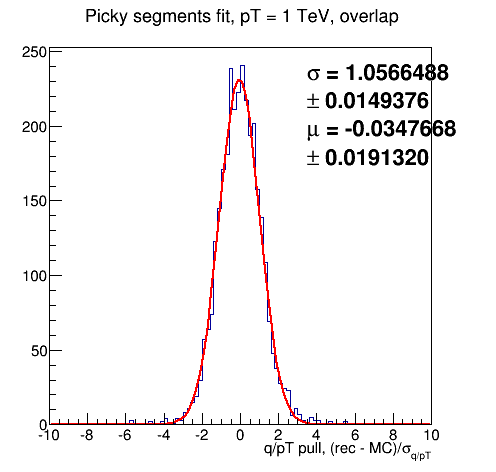 Picky segments fit, pT = 1 TeV, overlap
σ = 1.0566488
± 0.0149376
μ = -0.0347668
± 0.0191320
250
200
150
100
50
0
-10 -8 -6 -4 -2 0 2 4 6 8 10
q/pT pull, (rec - MC)/σq/pT